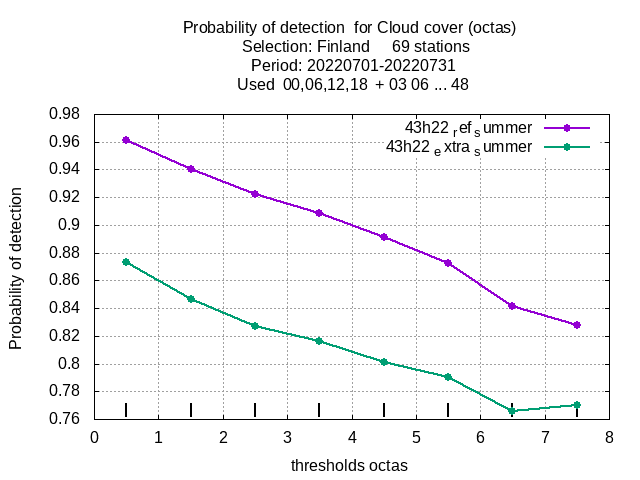 Probability of detection for Cloud cover (octas)
Selection: Finland 69 stations
Period: 20220701-20220731
Used 00,06,12,18 + 03 06 ... 48
43h22 ref summer
43h22 extra summer
0.98
0.96
0.94
0.92
0.9
0.88
0.86
0.84
0.82
0.8
0.78
0.76
Probability of detection
0 1 2 3 4 5 6 7 8
thresholds octas